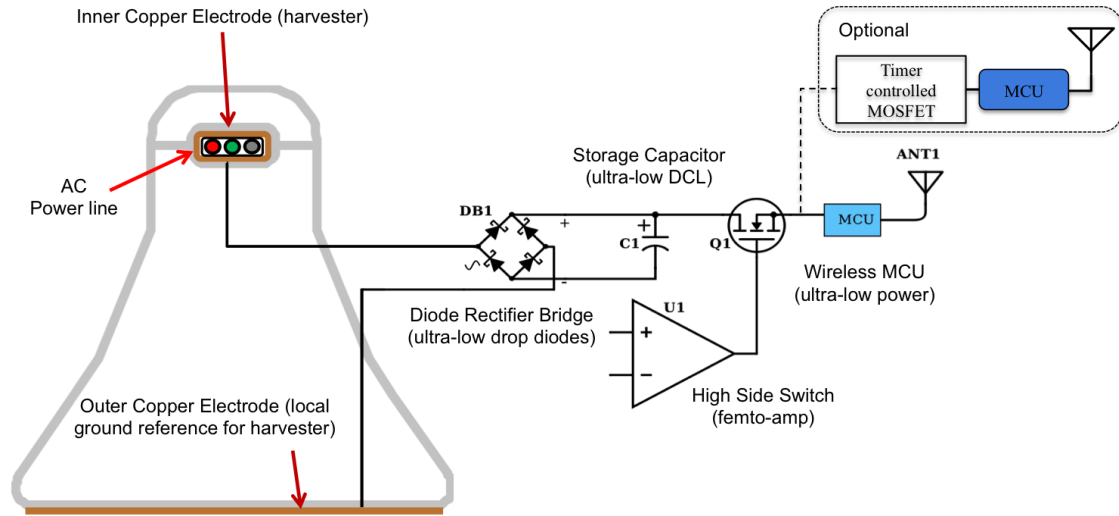 Inner Copper Electrode (harvester)
Optional
Timer
controlled
MOSFET
MCU
AC
Power line
Storage Capacitor
(ultra-low DCL)
ANT1
DB1
+
+
C1
Q1
MCU
-
Wireless MCU
(ultra-low power)
Diode Rectifier Bridge
(ultra-low drop diodes)
U1
+
−
High Side Switch
(femto-amp)
Outer Copper Electrode (local
ground reference for harvester)